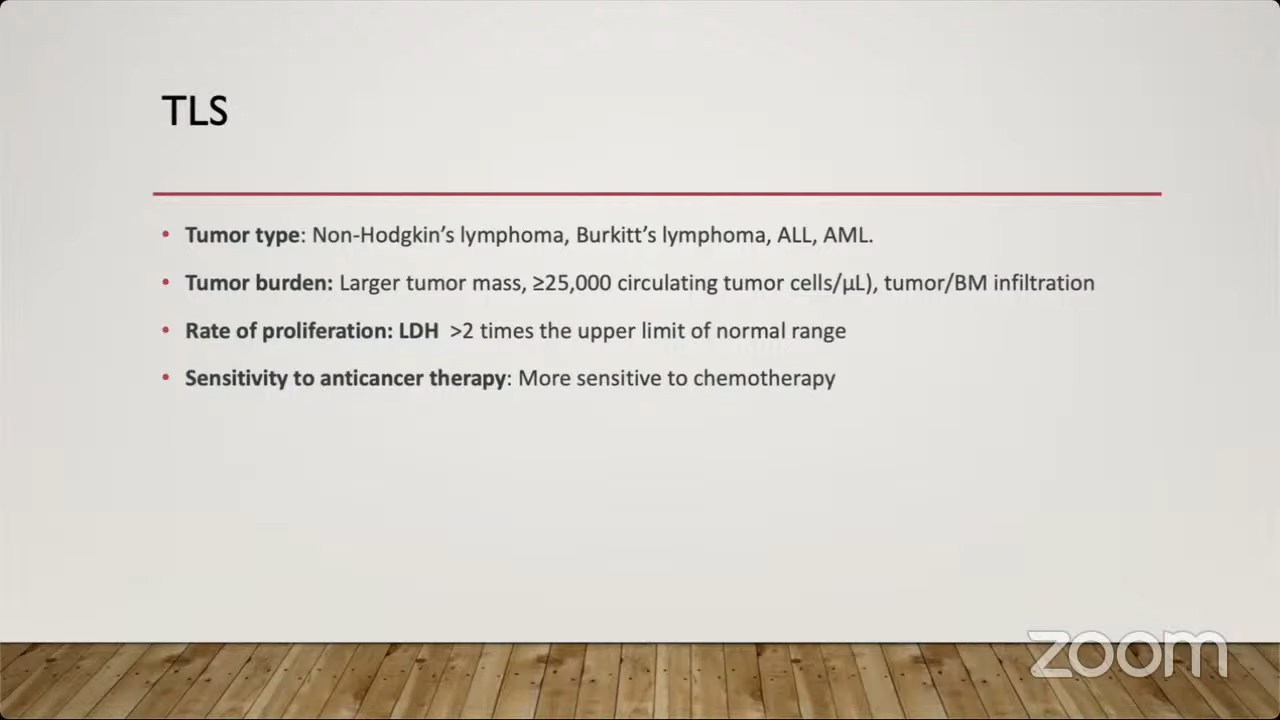 TLS
• Tumor type: Non-Hodgkin’s lymphoma, Burkitt’s lymphoma, ALL, AML.
• Tumor burden: Larger tumor mass, ≥25,000 circulating tumor cells/µL), tumor/BM infiltration
• Rate of proliferation: LDH >2 times the upper limit of normal range
• Sensitivity to anticancer therapy: More sensitive to chemotherapy
zoom